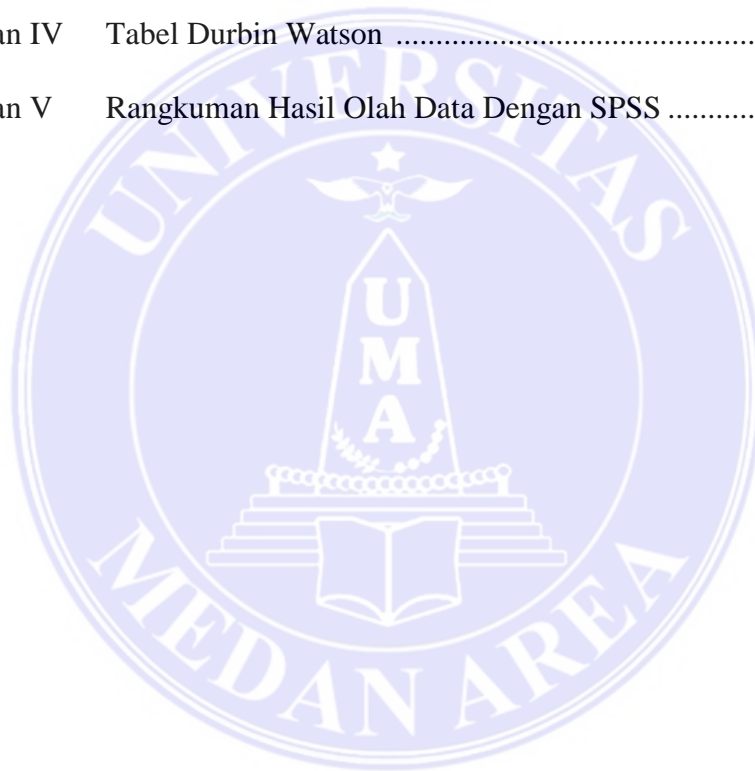 an IV Tabel Durbin Watson ............................................
an V Rangkuman Hasil Olah Data Dengan SPSS ...........
UNIVERSITAS
U
M
A
MEDAN AREA